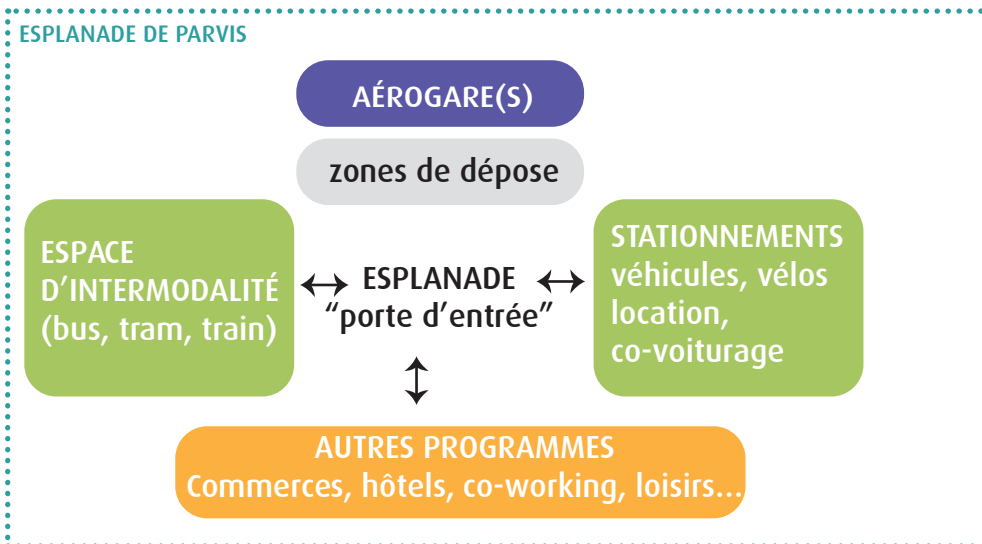 ESPLANADE DE PARVIS
AÉROGARE(S)
zones de dépose
ESPACE
D’INTERMODALITÉ
(bus, tram, train)
ESPLANADE
“porte d’entrée”
STATIONNEMENTS
véhicules, vélos
location,
co-voiturage
AUTRES PROGRAMMES
Commerces, hôtels, co-working, loisirs...